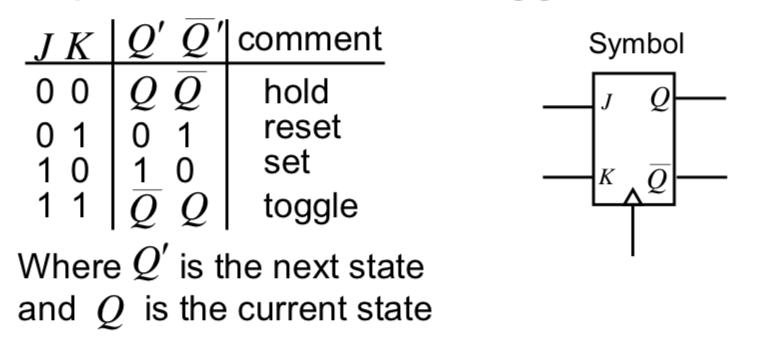 J K Q′ Q̅′ comment
0 0 Q Q̅ hold
0 1 0 1 reset
1 0 1 0 set
1 1 Q̅ Q toggle
Where Q′ is the next state
and Q is the current state
Symbol
J Q
K Q̅